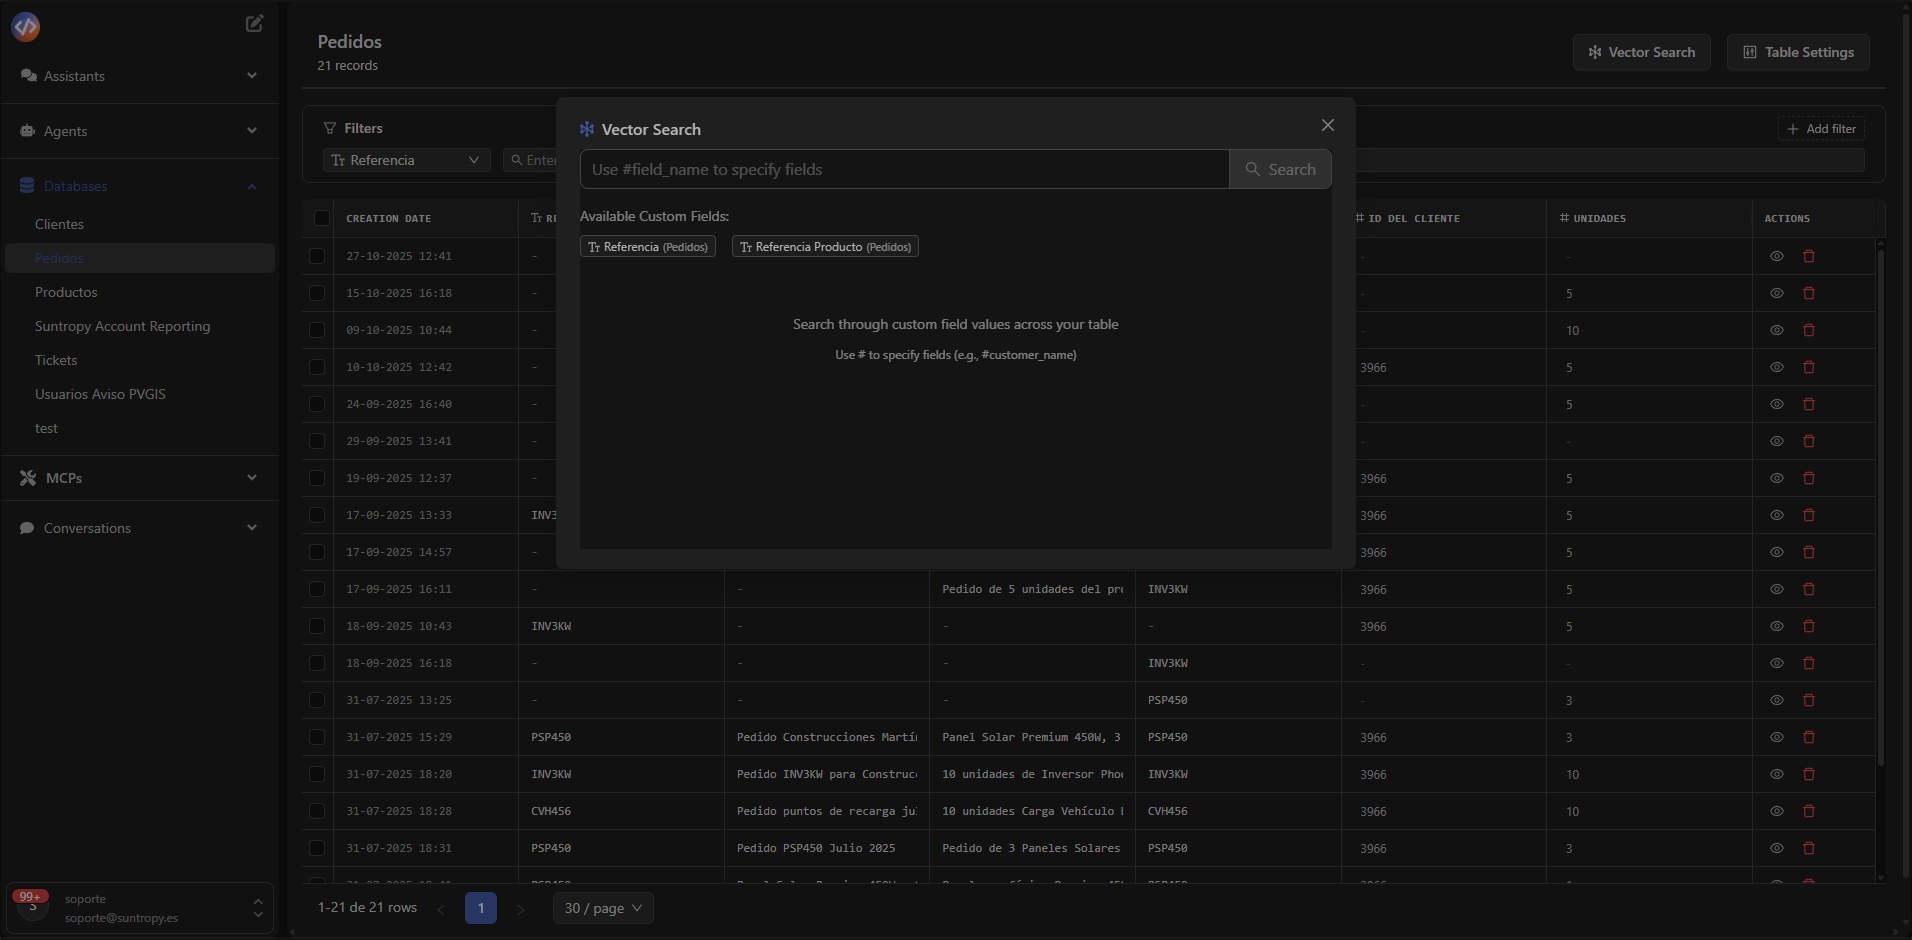 Assistants
Agents
Databases
Clientes
Pedidos
Productos
Suntropy Account Reporting
Tickets
Usuarios Aviso PVGIS
test
MCPs
Conversations
99+
S
soporte
soporte@suntropy.es
Pedidos
21 records
Vector Search
Table Settings
Filters
Add filter
Referencia
Enter
Vector Search
Use #field_name to specify fields
Search
Available Custom Fields:
Referencia (Pedidos)
Referencia Producto (Pedidos)
Search through custom field values across your table
Use # to specify fields (e.g., #customer_name)
CREATION DATE RE # ID DEL CLIENTE # UNIDADES ACTIONS
27-10-2025 12:41 - - -
15-10-2025 16:18 - - 5
09-10-2025 10:44 - - 10
10-10-2025 12:42 - 3966 5
24-09-2025 16:40 - - 5
29-09-2025 13:41 - - -
19-09-2025 12:37 - 3966 5
17-09-2025 13:33 INV3 3966 5
17-09-2025 14:57 - 3966 5
17-09-2025 16:11 - - Pedido de 5 unidades del pro INV3KW 3966 5
18-09-2025 10:43 INV3KW - - - 3966 5
18-09-2025 16:18 - - - INV3KW - -
31-07-2025 13:25 - - - PSP450 - 3
31-07-2025 15:29 PSP450 Pedido Construcciones Martín Panel Solar Premium 450W, 3 PSP450 3966 3
31-07-2025 18:20 INV3KW Pedido INV3KW para Construcc 10 unidades de Inversor Phoe INV3KW 3966 10
31-07-2025 18:28 CVH456 Pedido puntos de recarga ju 10 unidades Carga Vehículo CVH456 3966 10
31-07-2025 18:31 PSP450 Pedido PSP450 Julio 2025 Pedido de 3 Paneles Solares PSP450 3966 3
1-21 de 21 rows
1
30 / page